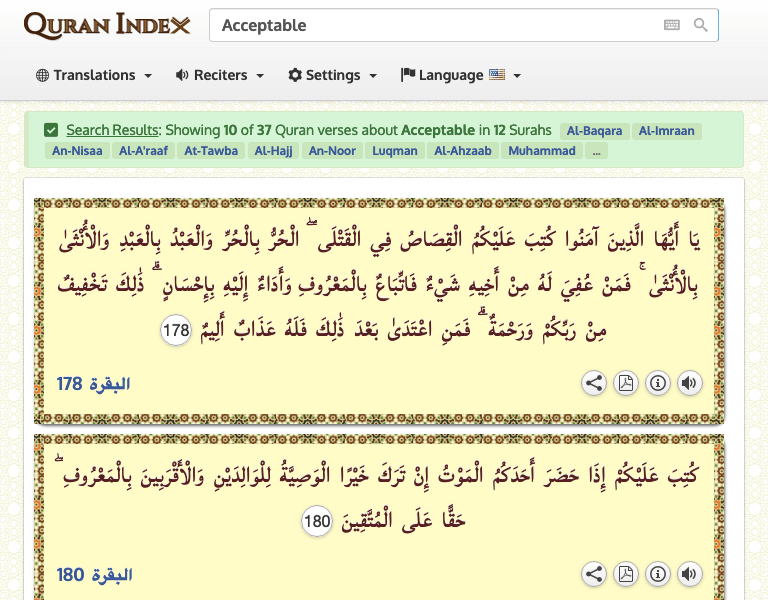 QURAN INDEX
Acceptable
Translations
Reciters
Settings
Language
Search Results: Showing 10 of 37 Quran verses about Acceptable in 12 Surahs Al-Baqara Al-Imraan
An-Nisaa Al-A'raaf At-Tawba Al-Hajj An-Noor Luqman Al-Ahzaab Muhammad ...
يَا أَيُّهَا الَّذِينَ آمَنُوا كُتِبَ عَلَيْكُمُ الْقِصَاصُ فِي الْقَتْلَى ۖ الْحُرُّ بِالْحُرِّ وَالْعَبْدُ بِالْعَبْدِ وَالْأُنْثَىٰ
بِالْأُنْثَىٰ ۚ فَمَنْ عُفِيَ لَهُ مِنْ أَخِيهِ شَيْءٌ فَاتِّبَاعٌ بِالْمَعْرُوفِ وَأَدَاءٌ إِلَيْهِ بِإِحْسَانٍ ۗ ذَٰلِكَ تَخْفِيفٌ
مِنْ رَبِّكُمْ وَرَحْمَةٌ ۗ فَمَنِ اعْتَدَىٰ بَعْدَ ذَٰلِكَ فَلَهُ عَذَابٌ أَلِيمٌ 178
البقرة 178
كُتِبَ عَلَيْكُمْ إِذَا حَضَرَ أَحَدَكُمُ الْمَوْتُ إِنْ تَرَكَ خَيْرًا الْوَصِيَّةُ لِلْوَالِدَيْنِ وَالْأَقْرَبِينَ بِالْمَعْرُوفِ ۖ
حَقًّا عَلَى الْمُتَّقِينَ 180
البقرة 180